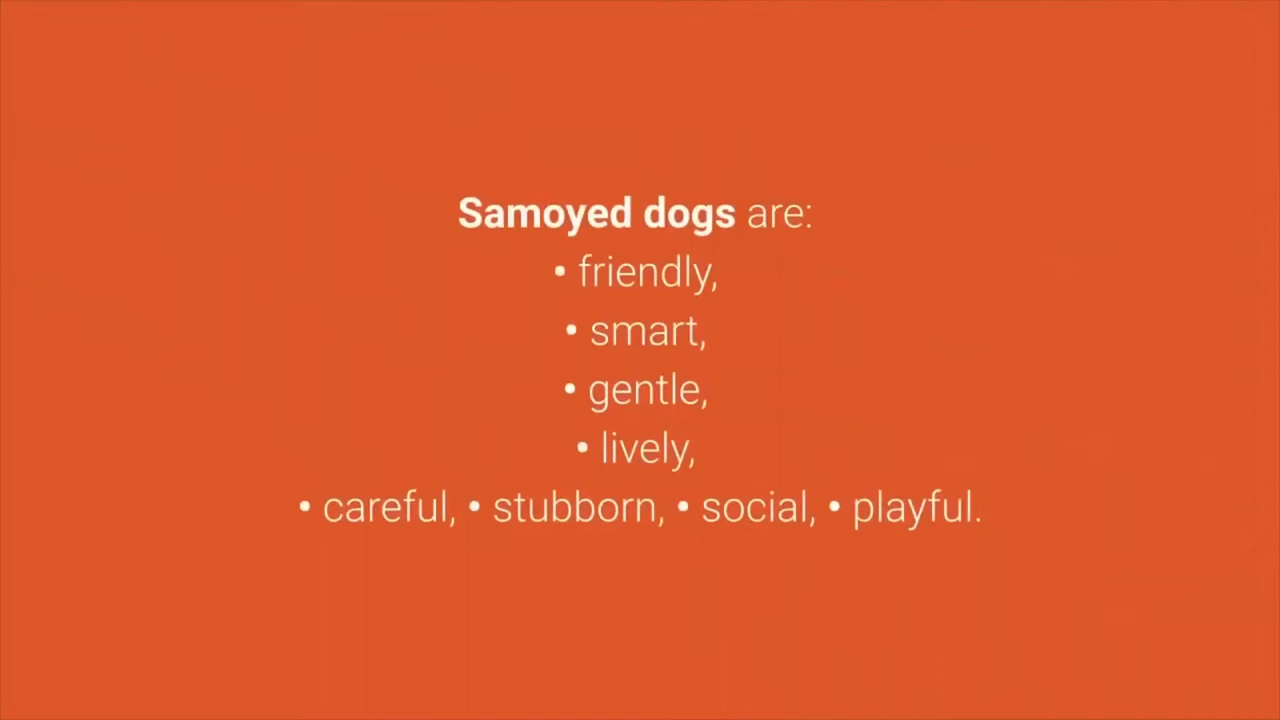 Samoyed dogs are:
• friendly,
• smart,
• gentle,
• lively,
• careful, • stubborn, • social, • playful.